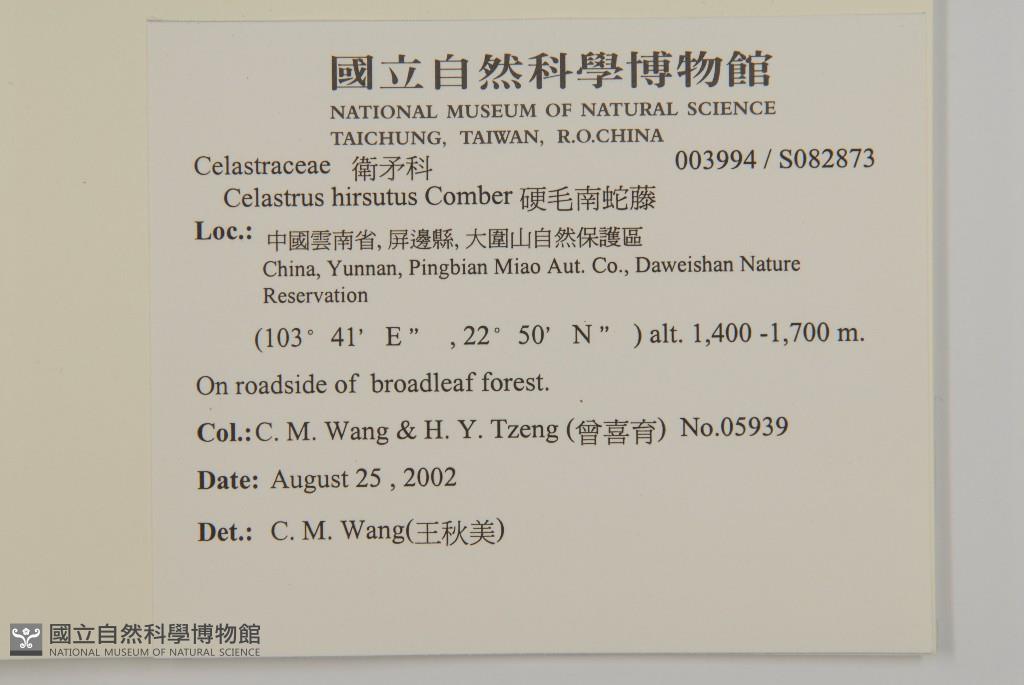 國立自然科學博物館
NATIONAL MUSEUM OF NATURAL SCIENCE
TAICHUNG, TAIWAN, R.O.CHINA
Celastraceae 衛矛科 003994 / S082873
Celastrus hirsutus Comber 硬毛南蛇藤
Loc.: 中國雲南省, 屏邊縣, 大圍山自然保護區
China, Yunnan, Pingbian Miao Aut. Co., Daweishan Nature
Reservation
(103° 41’ E ” , 22° 50’ N ” ) alt. 1,400 -1,700 m.
On roadside of broadleaf forest.
Col.: C. M. Wang & H. Y. Tzeng (曾喜育) No.05939
Date: August 25 , 2002
Det.: C. M. Wang(王秋美)
國立自然科學博物館
NATIONAL MUSEUM OF NATURAL SCIENCE